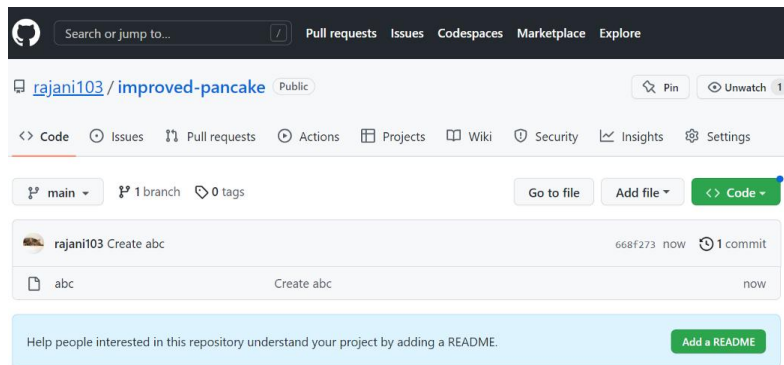 Search or jump to... / Pull requests Issues Codespaces Marketplace Explore
rajani103 / improved-pancake Public Pin Unwatch 1
<> Code Issues Pull requests Actions Projects Wiki Security Insights Settings
main 1 branch 0 tags Go to file Add file <> Code
rajani103 Create abc 668f273 now 1 commit
abc Create abc now
Help people interested in this repository understand your project by adding a README. Add a README